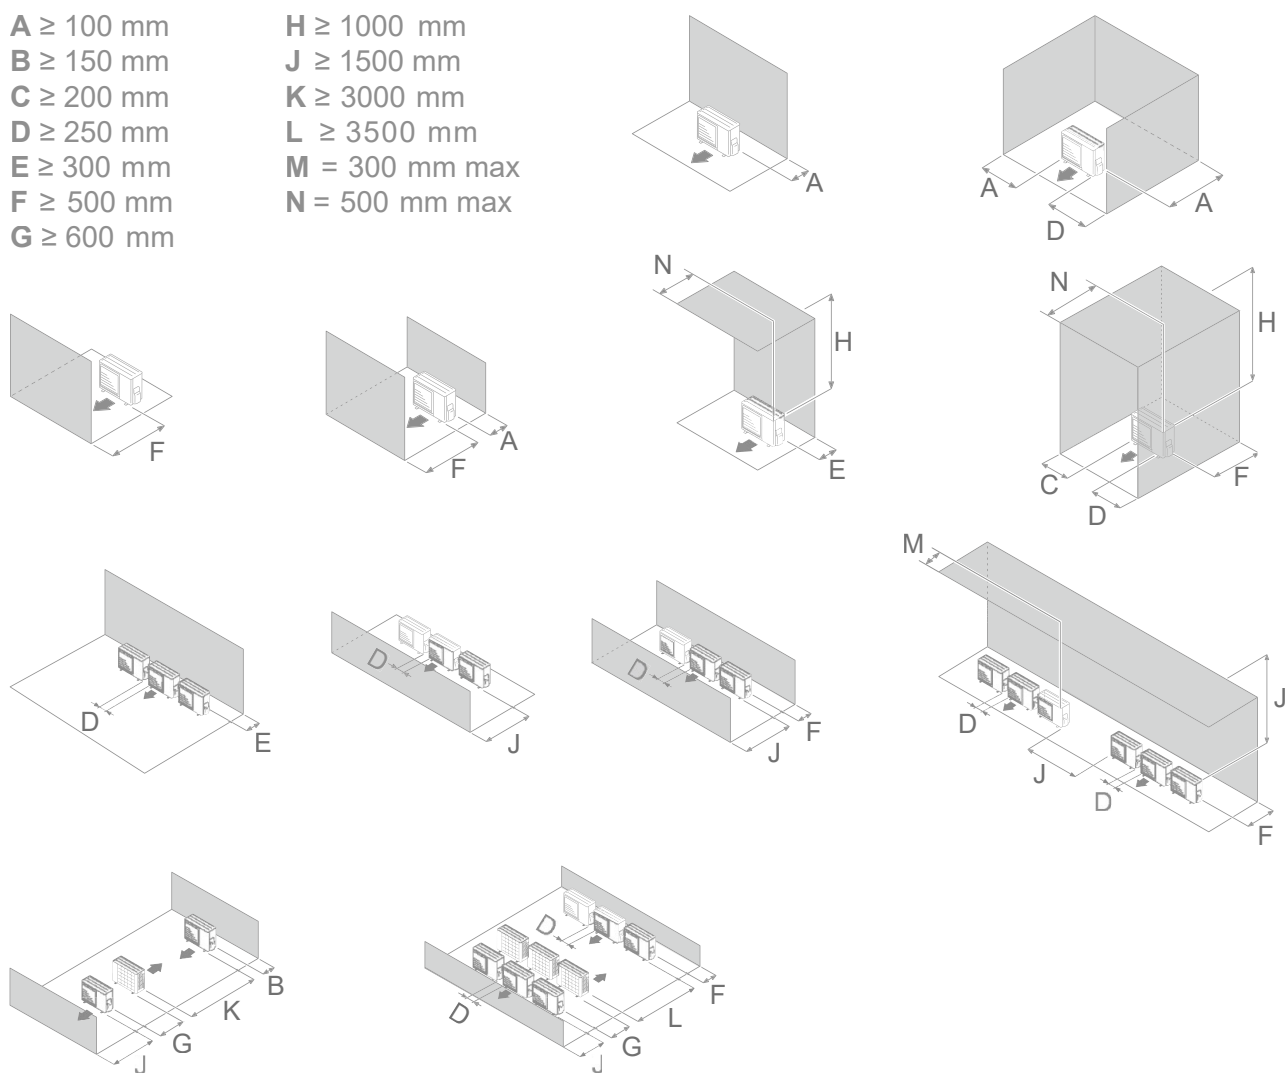 A ≥ 100 mm
B ≥ 150 mm
C ≥ 200 mm
D ≥ 250 mm
E ≥ 300 mm
F ≥ 500 mm
G ≥ 600 mm
H ≥ 1000 mm
J ≥ 1500 mm
K ≥ 3000 mm
L ≥ 3500 mm
M = 300 mm max
N = 500 mm max
A
A
D
A
F
F
A
N
H
E
N
H
C
D
F
D
E
D
J
D
J
F
M
D
J
D
J
F
J
G
K
B
D
D
J
G
L
F